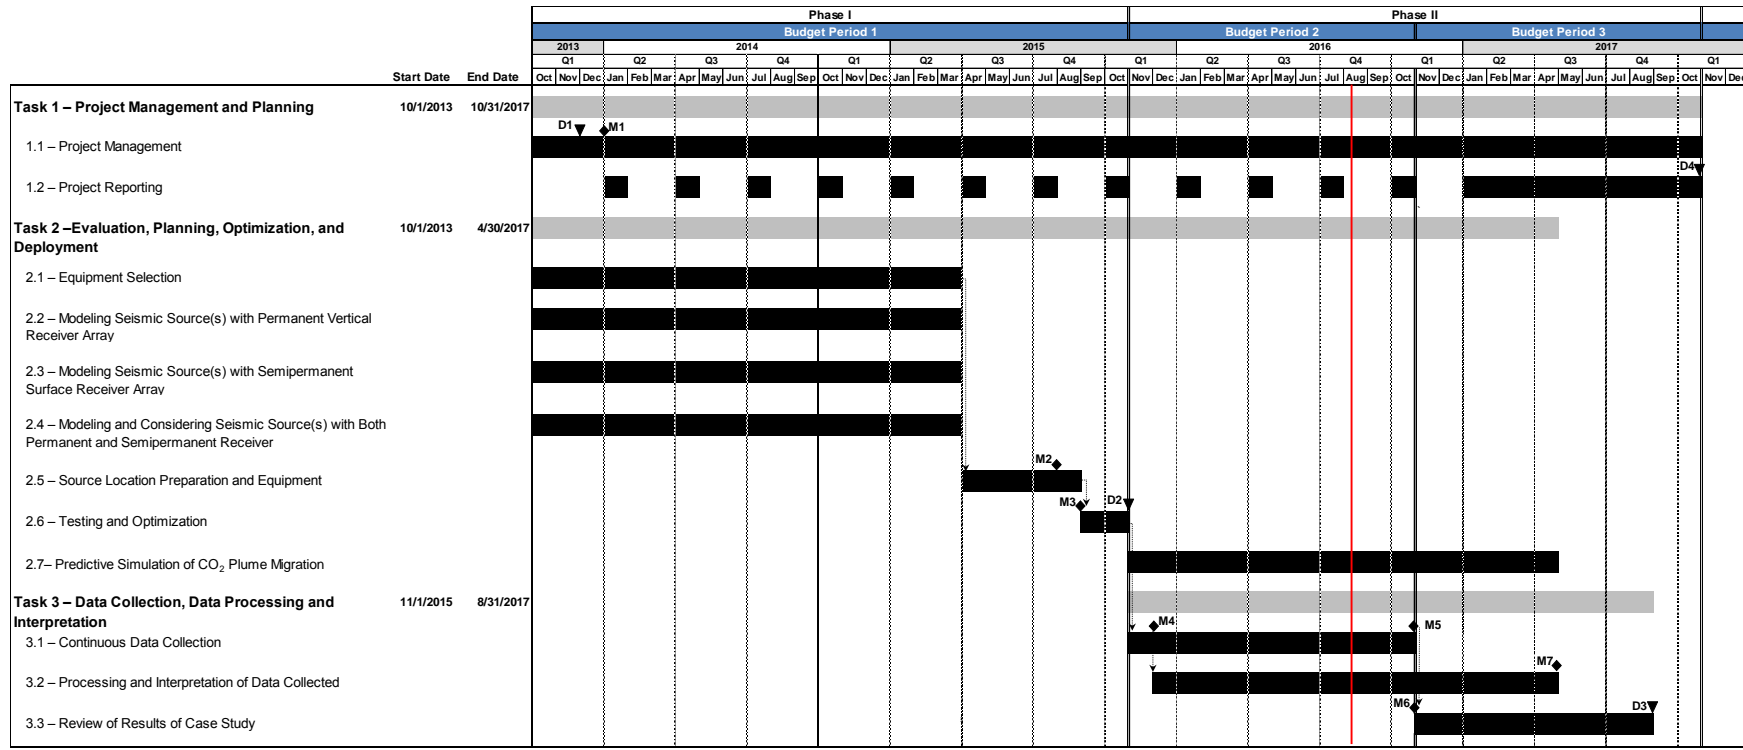 Phase I Phase II
Budget Period 1 Budget Period 2 Budget Period 3
2013 2014 2015 2016 2017
Q1 Q2 Q3 Q4 Q1 Q2 Q3 Q4 Q1 Q2 Q3 Q4 Q1 Q2 Q3 Q4 Q1
Start Date End Date Oct Nov Dec Jan Feb Mar Apr May Jun Jul Aug Sep Oct Nov Dec Jan Feb Mar Apr May Jun Jul Aug Sep Oct Nov Dec Jan Feb Mar Apr May Jun Jul Aug Sep Oct Nov Dec Jan Feb Mar Apr May Jun Jul Aug Sep Oct Nov Dec
Task 1 – Project Management and Planning 10/1/2013 10/31/2017
D1 M1
1.1 – Project Management
D4
1.2 – Project Reporting
Task 2 –Evaluation, Planning, Optimization, and 10/1/2013 4/30/2017
Deployment
2.1 – Equipment Selection
2.2 – Modeling Seismic Source(s) with Permanent Vertical
Receiver Array
2.3 – Modeling Seismic Source(s) with Semipermanent
Surface Receiver Array
2.4 – Modeling and Considering Seismic Source(s) with Both
Permanent and Semipermanent Receiver
M2
2.5 – Source Location Preparation and Equipment
M3 D2
2.6 – Testing and Optimization
2.7– Predictive Simulation of CO2 Plume Migration
Task 3 – Data Collection, Data Processing and 11/1/2015 8/31/2017
Interpretation
M4 M5
3.1 – Continuous Data Collection
M7
3.2 – Processing and Interpretation of Data Collected
M6 D3
3.3 – Review of Results of Case Study